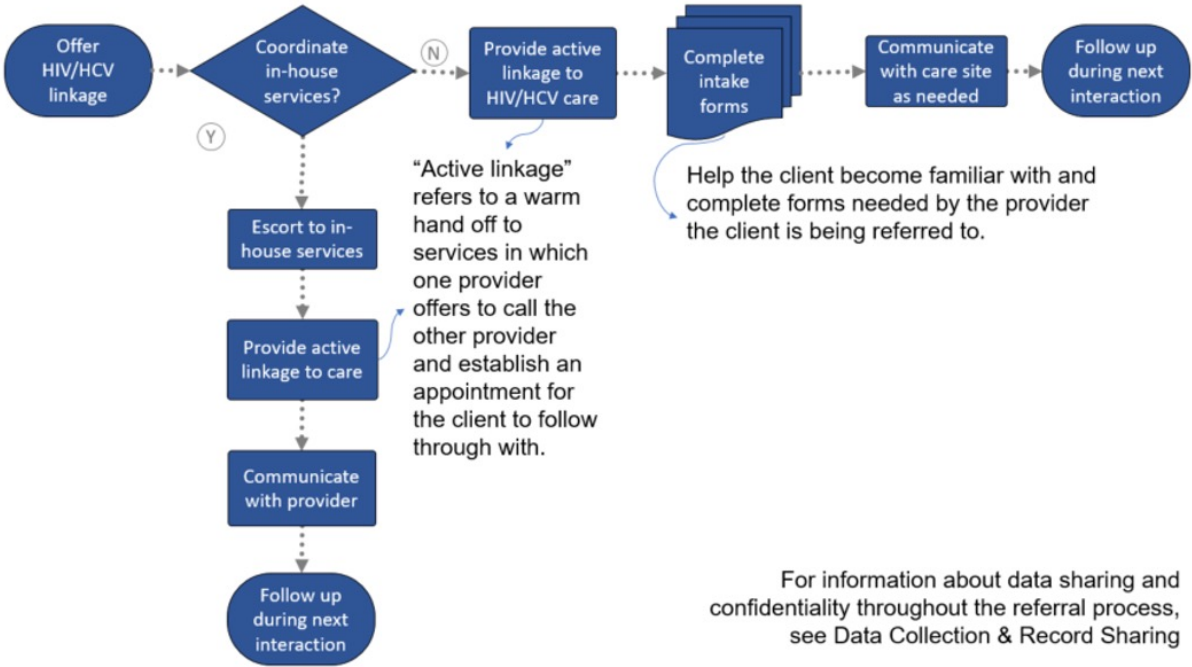 Offer
HIV/HCV
linkage
Coordinate
in-house
services?
N
Provide active
linkage to
HIV/HCV care
Complete
intake
forms
Communicate
with care site
as needed
Follow up
during next
interaction
Y
"Active linkage"
refers to a warm
hand off to
services in which
one provider
offers to call the
other provider
and establish an
appointment for
the client to follow
through with.
Help the client become familiar with and
complete forms needed by the provider
the client is being referred to.
Escort to in-
house services
Provide active
linkage to care
Communicate
with provider
Follow up
during next
interaction
For information about data sharing and
confidentiality throughout the referral process,
see Data Collection & Record Sharing